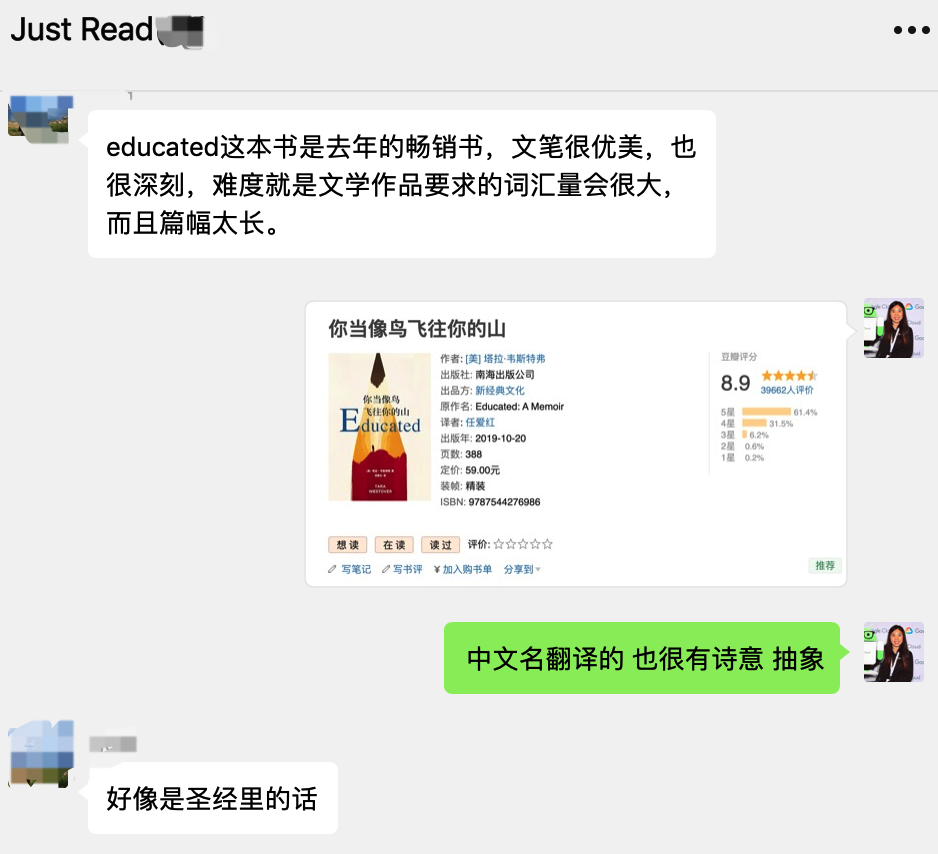 Just Read
educated这本书是去年的畅销书，文笔很优美，也
很深刻，难度就是文学作品要求的词汇量会很大，
而且篇幅太长。
你当像鸟飞往你的山
你当像鸟
飞往你的山
Educated
TARA
WESTOVER
作者: [美] 塔拉·韦斯特弗
出版社: 南海出版公司
出品方: 新经典文化
原作名: Educated: A Memoir
译者: 任爱红
出版年: 2019-10-20
页数: 388
定价: 59.00元
装帧: 精装
ISBN: 9787544276986
豆瓣评分
8.9
39662人评价
5星 61.4%
4星 31.5%
3星 6.2%
2星 0.6%
1星 0.2%
想读 在读 读过 评价:
写笔记 写书评 ¥加入购书单 分享到
推荐
中文名翻译的 也很有诗意 抽象
好像是圣经里的话